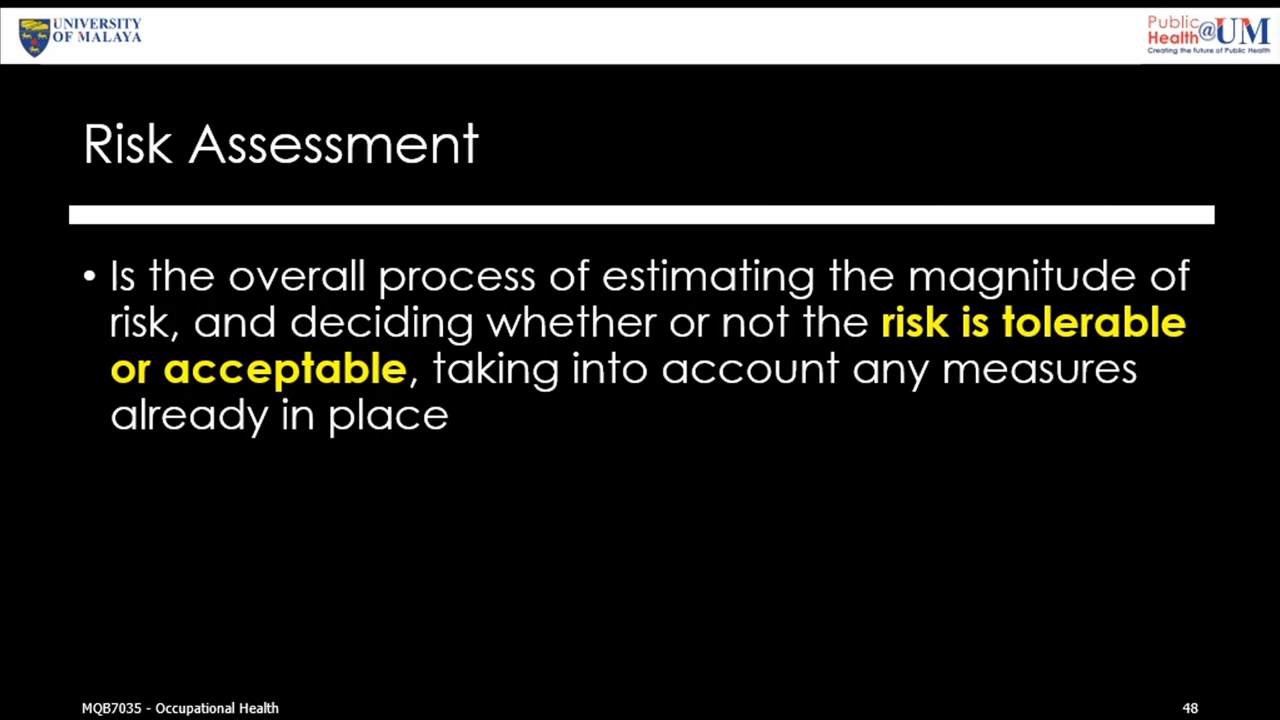 UNIVERSITY
OF MALAYA
Public
Health@UM
Creating the future of Public Health
Risk Assessment
• Is the overall process of estimating the magnitude of
risk, and deciding whether or not the risk is tolerable
or acceptable, taking into account any measures
already in place
MQB7035 - Occupational Health
48